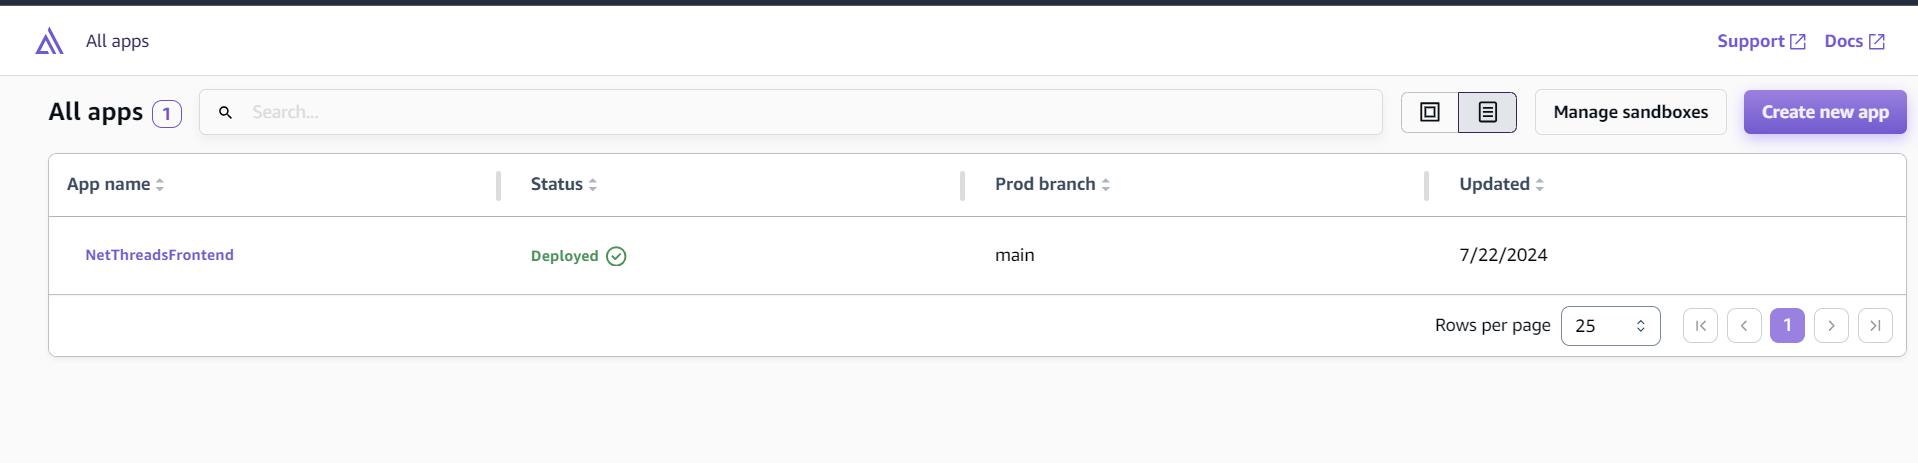 All apps
Support Docs
All apps 1 Search... Manage sandboxes Create new app
App name Status Prod branch Updated
NetThreadsFrontend Deployed main 7/22/2024
Rows per page 25 1